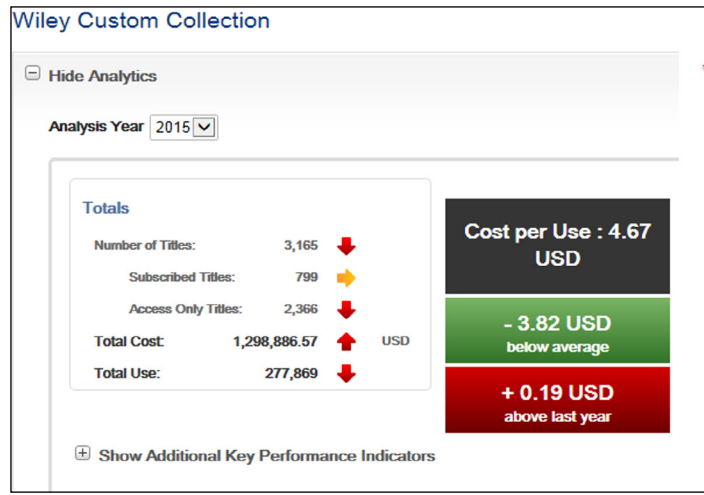 Wiley Custom Collection
Hide Analytics
Analysis Year 2015
Totals
Number of Titles: 3,165
Subscribed Titles: 799
Access Only Titles: 2,366
Total Cost: 1,298,886.57 USD
Total Use: 277,869
Cost per Use : 4.67
USD
- 3.82 USD
below average
+ 0.19 USD
above last year
Show Additional Key Performance Indicators